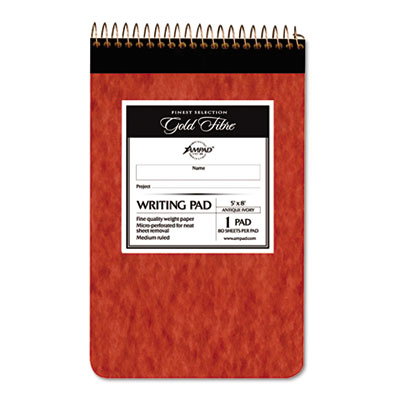 FINEST SELECTION
Gold Fibre
AMPAD
Name
Project
WRITING PAD
Fine quality weight paper
Micro-perforated for neat
sheet removal
Medium ruled
5" x 8"
ANTIQUE IVORY
1 PAD
80 SHEETS PER PAD
www.ampad.com